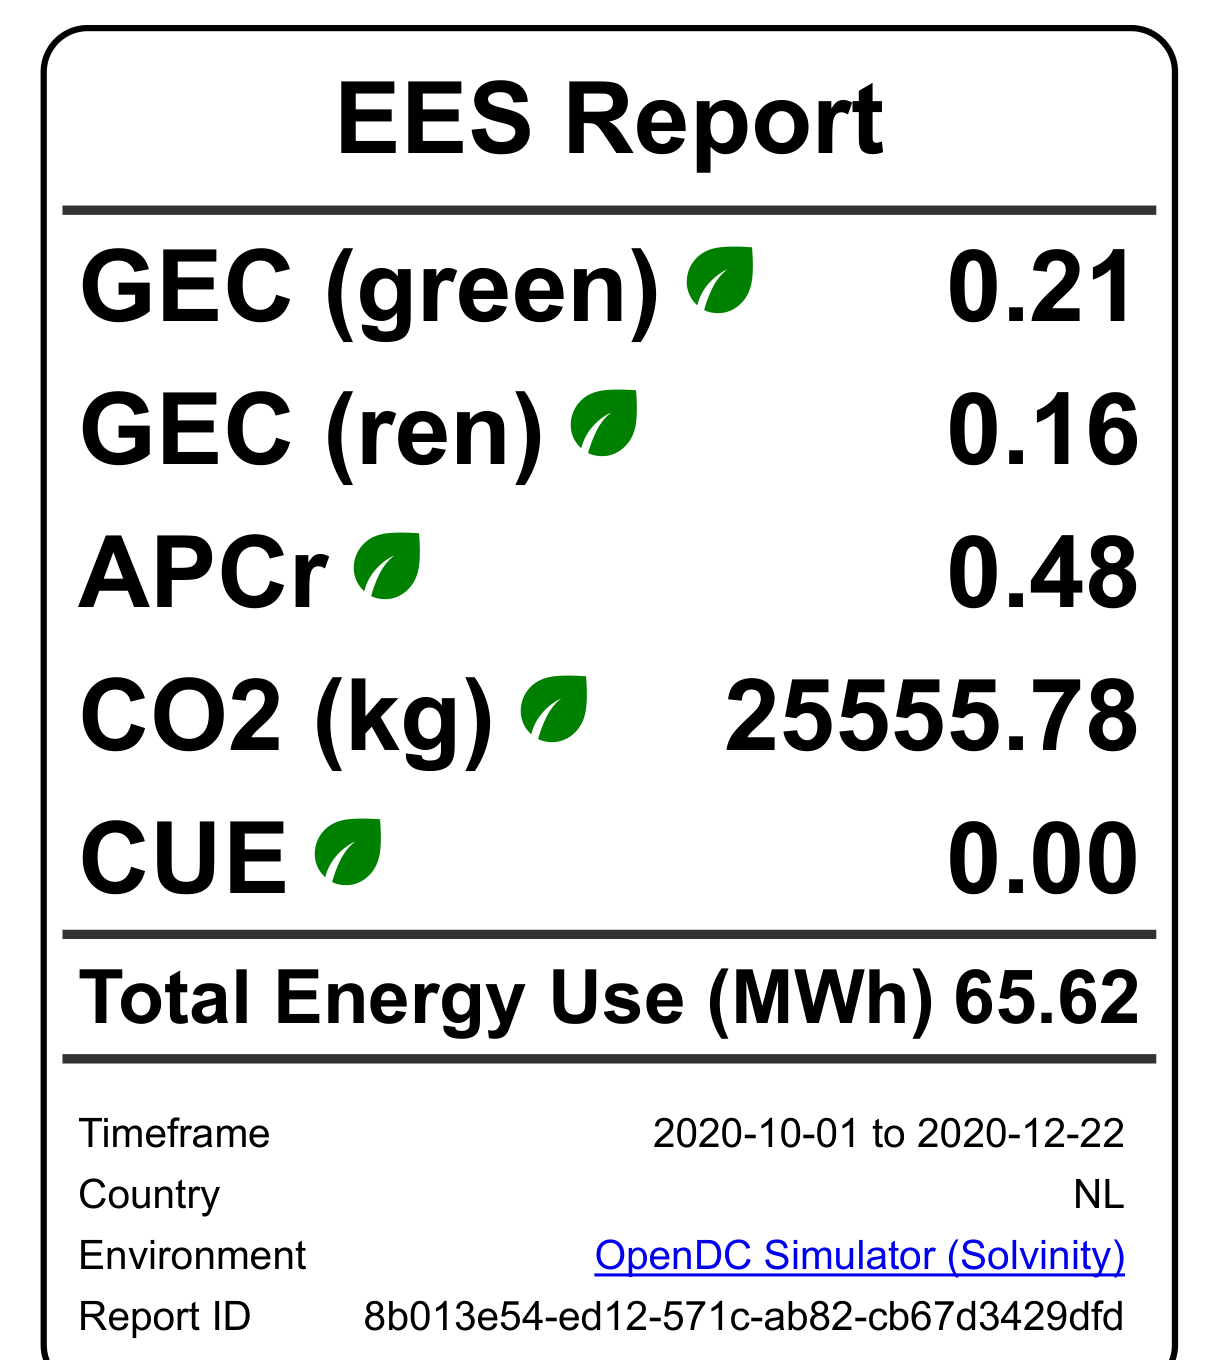 EES Report
GEC (green) 0.21
GEC (ren) 0.16
APCr 0.48
CO2 (kg) 25555.78
CUE 0.00
Total Energy Use (MWh) 65.62
Timeframe 2020-10-01 to 2020-12-22
Country NL
Environment OpenDC Simulator (Solvinity)
Report ID 8b013e54-ed12-571c-ab82-cb67d3429dfd